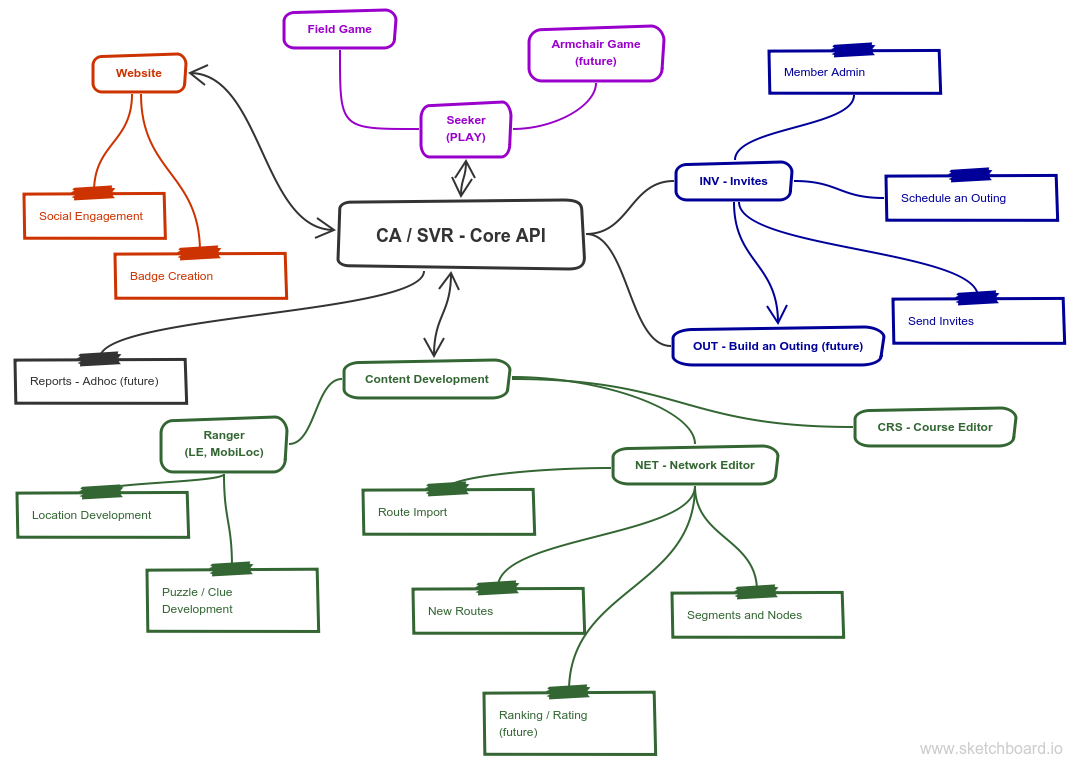 Field Game
Armchair Game
(future)
Member Admin
Website
Seeker
(PLAY)
INV - Invites
Schedule an Outing
Social Engagement
CA / SVR - Core API
Badge Creation
Send Invites
OUT - Build an Outing (future)
Reports - Adhoc (future)
Content Development
CRS - Course Editor
Ranger
(LE, MobiLoc)
NET - Network Editor
Location Development
Route Import
Puzzle / Clue
Development
New Routes
Segments and Nodes
Ranking / Rating
(future)
www.sketchboard.io